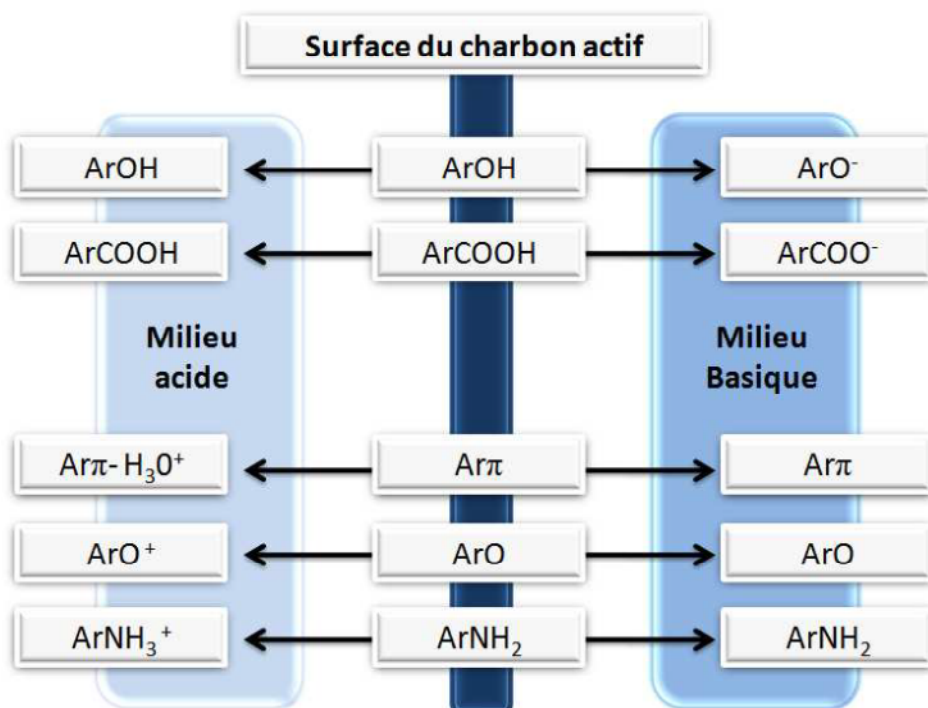 Surface du charbon actif
ArOH ArOH ArO⁻
ArCOOH ArCOOH ArCOO⁻
Milieu acide
Milieu Basique
Arπ- H₃0⁺ Arπ Arπ
ArO⁺ ArO ArO
ArNH₃⁺ ArNH₂ ArNH₂